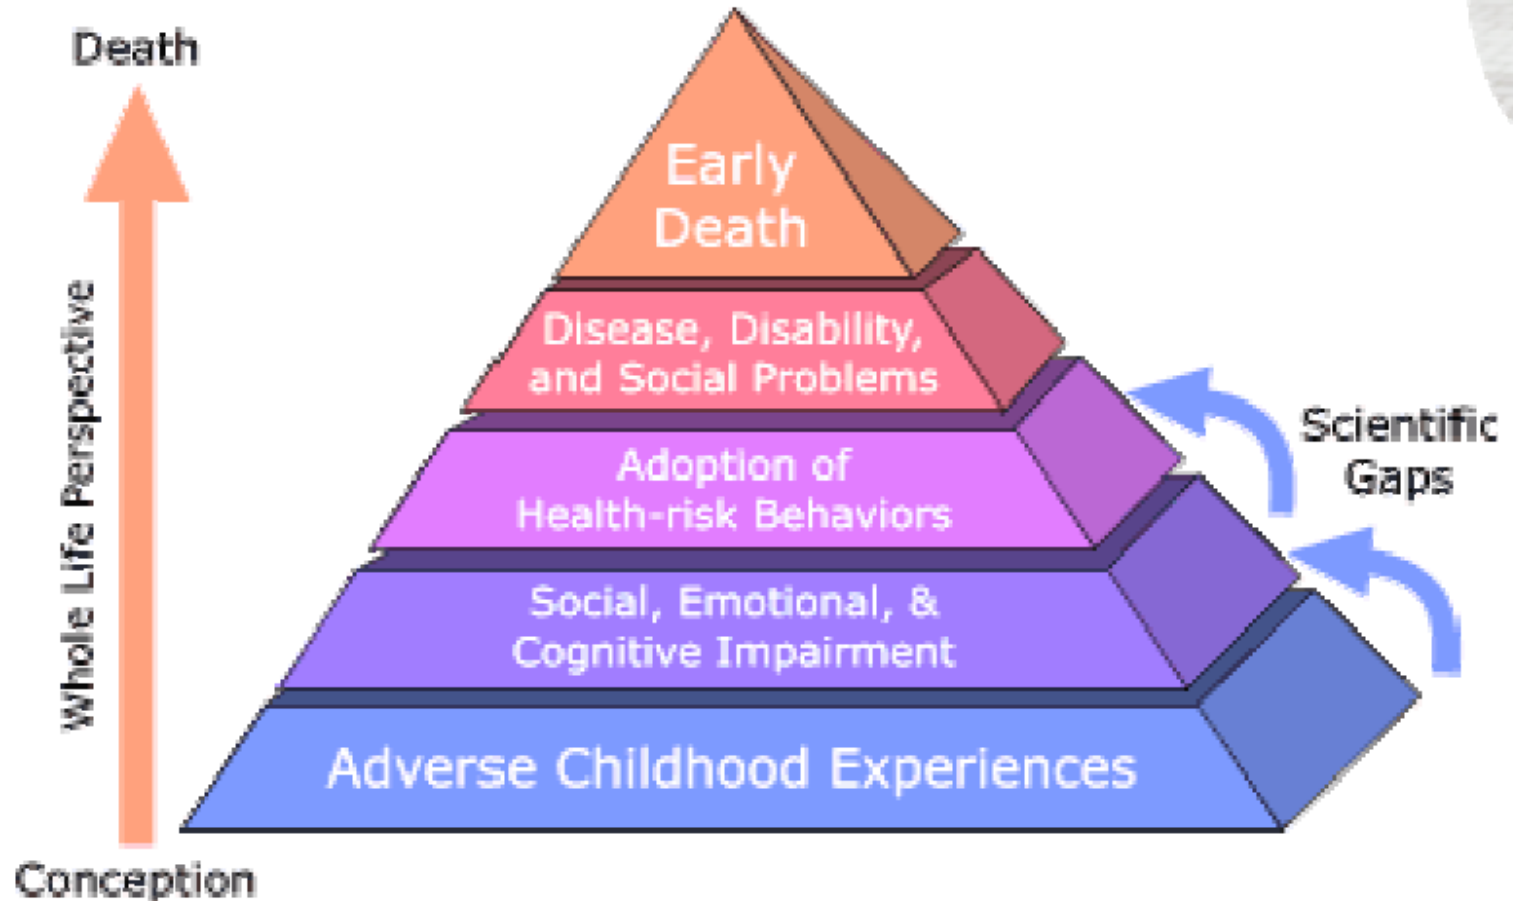 Death
Whole Life Perspective
Conception
Early
Death
Disease, Disability,
and Social Problems
Adoption of
Health-risk Behaviors
Social, Emotional, &
Cognitive Impairment
Adverse Childhood Experiences
Scientific
Gaps